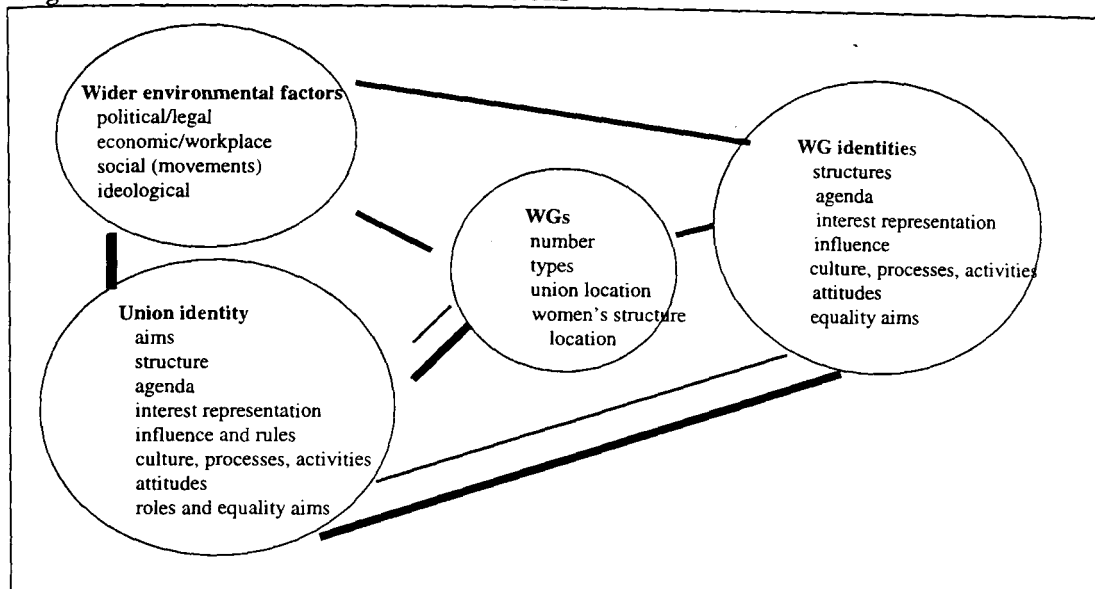 Wider environmental factors
political/legal
economic/workplace
social (movements)
ideological
WGs
number
types
union location
women's structure
location
WG identities
structures
agenda
interest representation
influence
culture, processes, activities
attitudes
equality aims
Union identity
aims
structure
agenda
interest representation
influence and rules
culture, processes, activities
attitudes
roles and equality aims